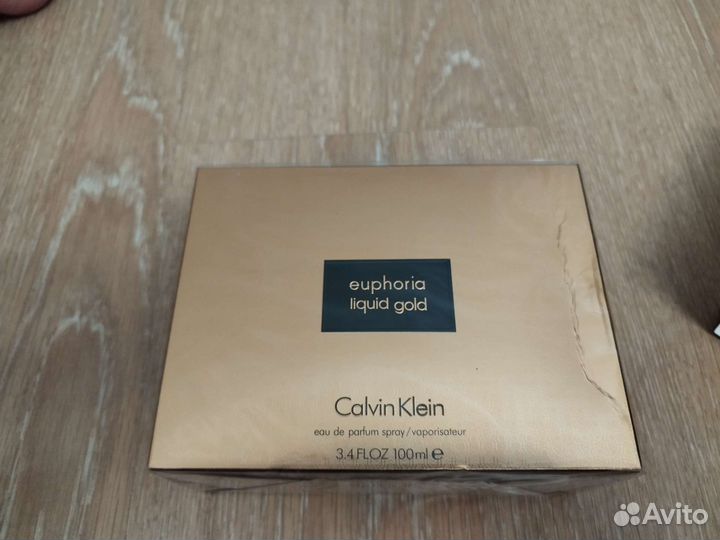 euphoria
liquid gold
Calvin Klein
eau de parfum spray/vaporisateur
3.4 FL OZ 100ml ℮
Avito